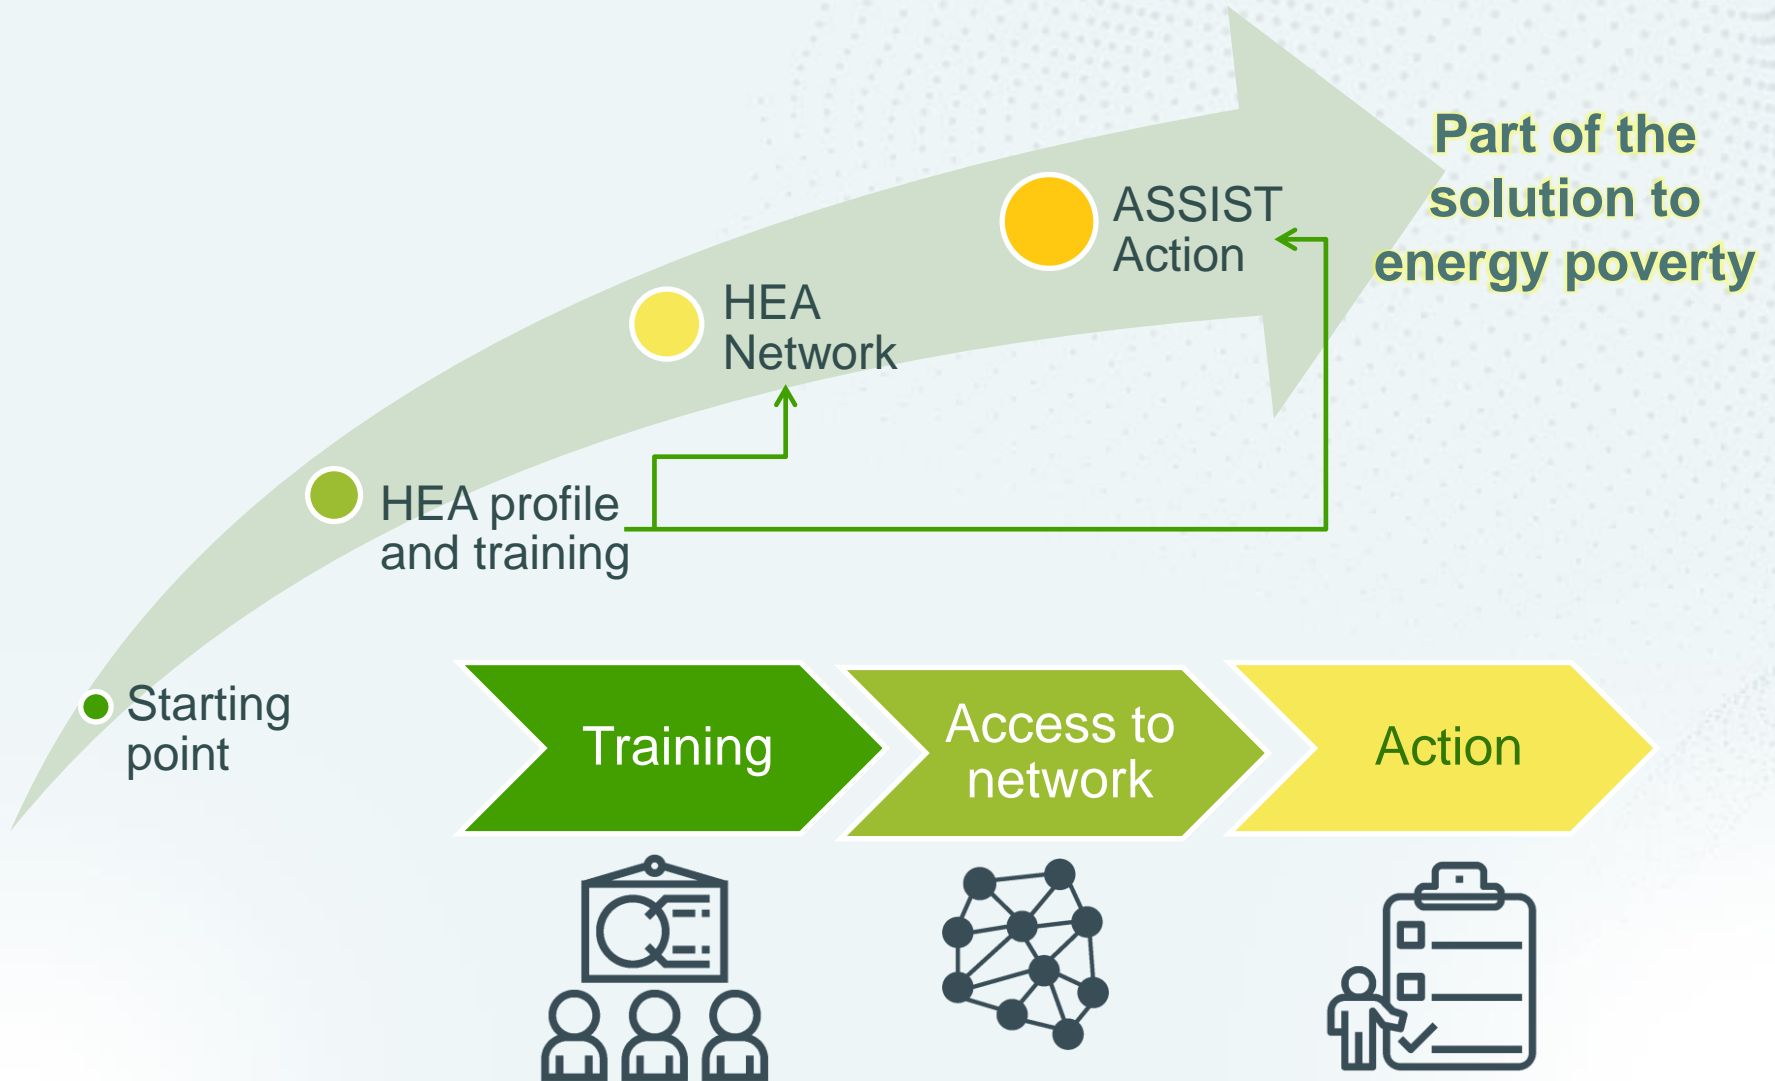 Part of the
solution to
energy poverty
ASSIST
Action
HEA
Network
HEA profile
and training
Starting
point
Training
Access to
network
Action